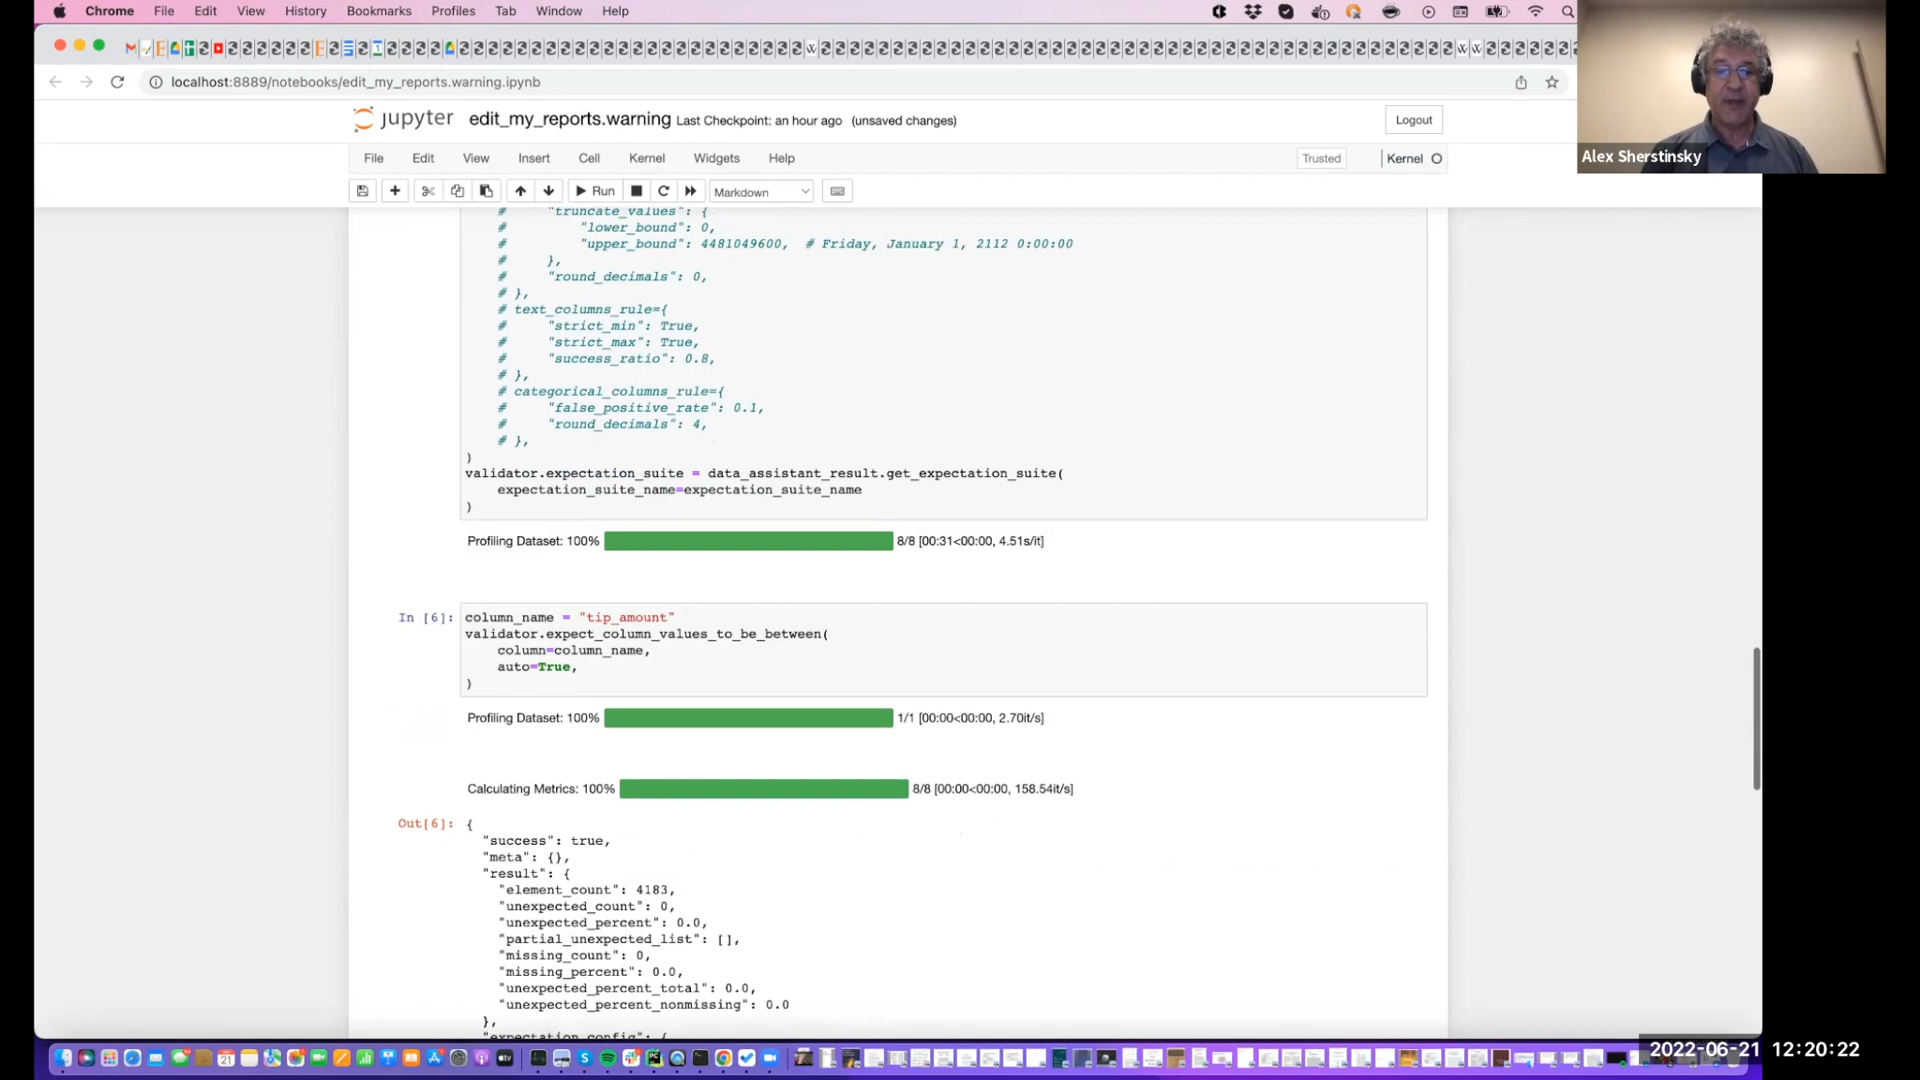 Chrome File Edit View History Bookmarks Profiles Tab Window Help
localhost:8889/notebooks/edit_my_reports.warning.ipynb
jupyter edit_my_reports.warning Last Checkpoint: an hour ago (unsaved changes)
Logout
Alex Sherstinsky
File Edit View Insert Cell Kernel Widgets Help
Trusted
Kernel
Run
Markdown
# "truncate_values": {
# "lower_bound": 0,
# "upper_bound": 4481049600, # Friday, January 1, 2112 0:00:00
# },
# "round_decimals": 0,
# },
# text_columns_rule={
# "strict_min": True,
# "strict_max": True,
# "success_ratio": 0.8,
# },
# categorical_columns_rule={
# "false_positive_rate": 0.1,
# "round_decimals": 4,
# },
)
validator.expectation_suite = data_assistant_result.get_expectation_suite(
expectation_suite_name=expectation_suite_name
)
Profiling Dataset: 100% 8/8 [00:31<00:00, 4.51s/it]
In [6]: column_name = "tip_amount"
validator.expect_column_values_to_be_between(
column=column_name,
auto=True,
)
Profiling Dataset: 100% 1/1 [00:00<00:00, 2.70it/s]
Calculating Metrics: 100% 8/8 [00:00<00:00, 158.54it/s]
Out[6]: {
"success": true,
"meta": {},
"result": {
"element_count": 4183,
"unexpected_count": 0,
"unexpected_percent": 0.0,
"partial_unexpected_list": [],
"missing_count": 0,
"missing_percent": 0.0,
"unexpected_percent_total": 0.0,
"unexpected_percent_nonmissing": 0.0
},
"expectation_config": {
2022-06-21 12:20:22